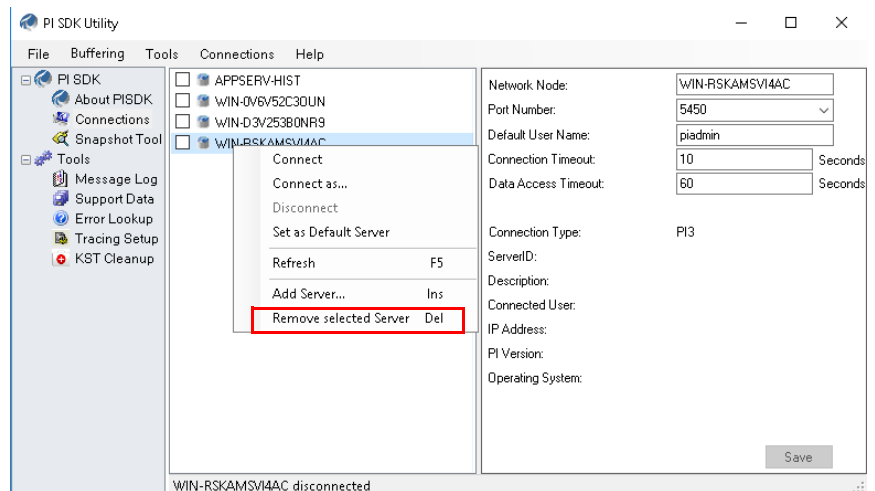 PI SDK Utility
File Buffering Tools Connections Help
PI SDK
About PISDK
Connections
Snapshot Tool
Tools
Message Log
Support Data
Error Lookup
Tracing Setup
KST Cleanup
APPSERV-HIST
WIN-0V6V52C30UN
WIN-D3V253B0NR9
WIN-RSKAMSVI4AC
Connect
Connect as...
Disconnect
Set as Default Server
Refresh F5
Add Server... Ins
Remove selected Server Del
Network Node: WIN-RSKAMSVI4AC
Port Number: 5450
Default User Name: piadmin
Connection Timeout: 10 Seconds
Data Access Timeout: 60 Seconds
Connection Type: PI3
ServerID:
Description:
Connected User:
IP Address:
PI Version:
Operating System:
Save
WIN-RSKAMSVI4AC disconnected